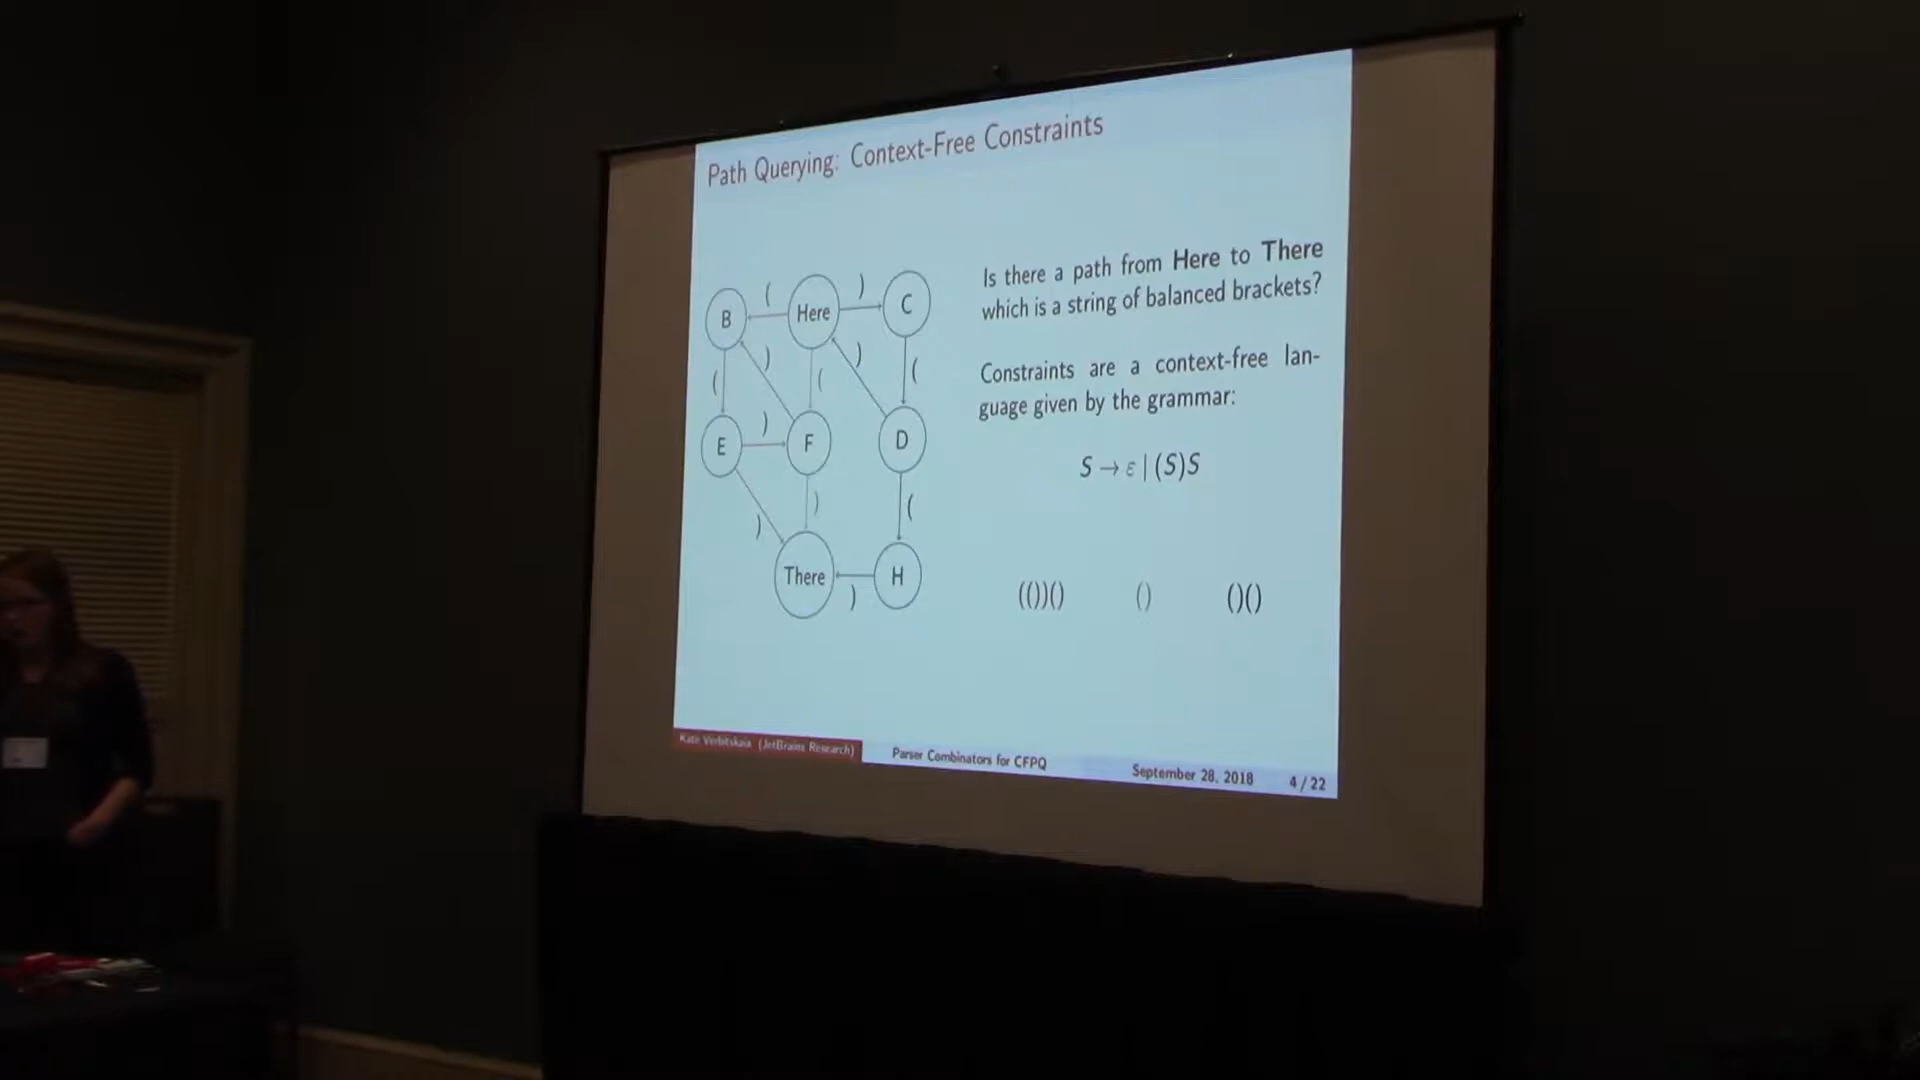 Path Querying: Context-Free Constraints
B
(
Here
)
C
)
(
)
(
(
E
)
F
D
)
)
(
There
)
H
Is there a path from Here to There
which is a string of balanced brackets?
Constraints are a context-free lan-
guage given by the grammar:
S → ε | (S)S
(())() () ()()
Kate Verbitskaia (JetBrains Research) Parser Combinators for CFPQ September 28, 2018 4 / 22